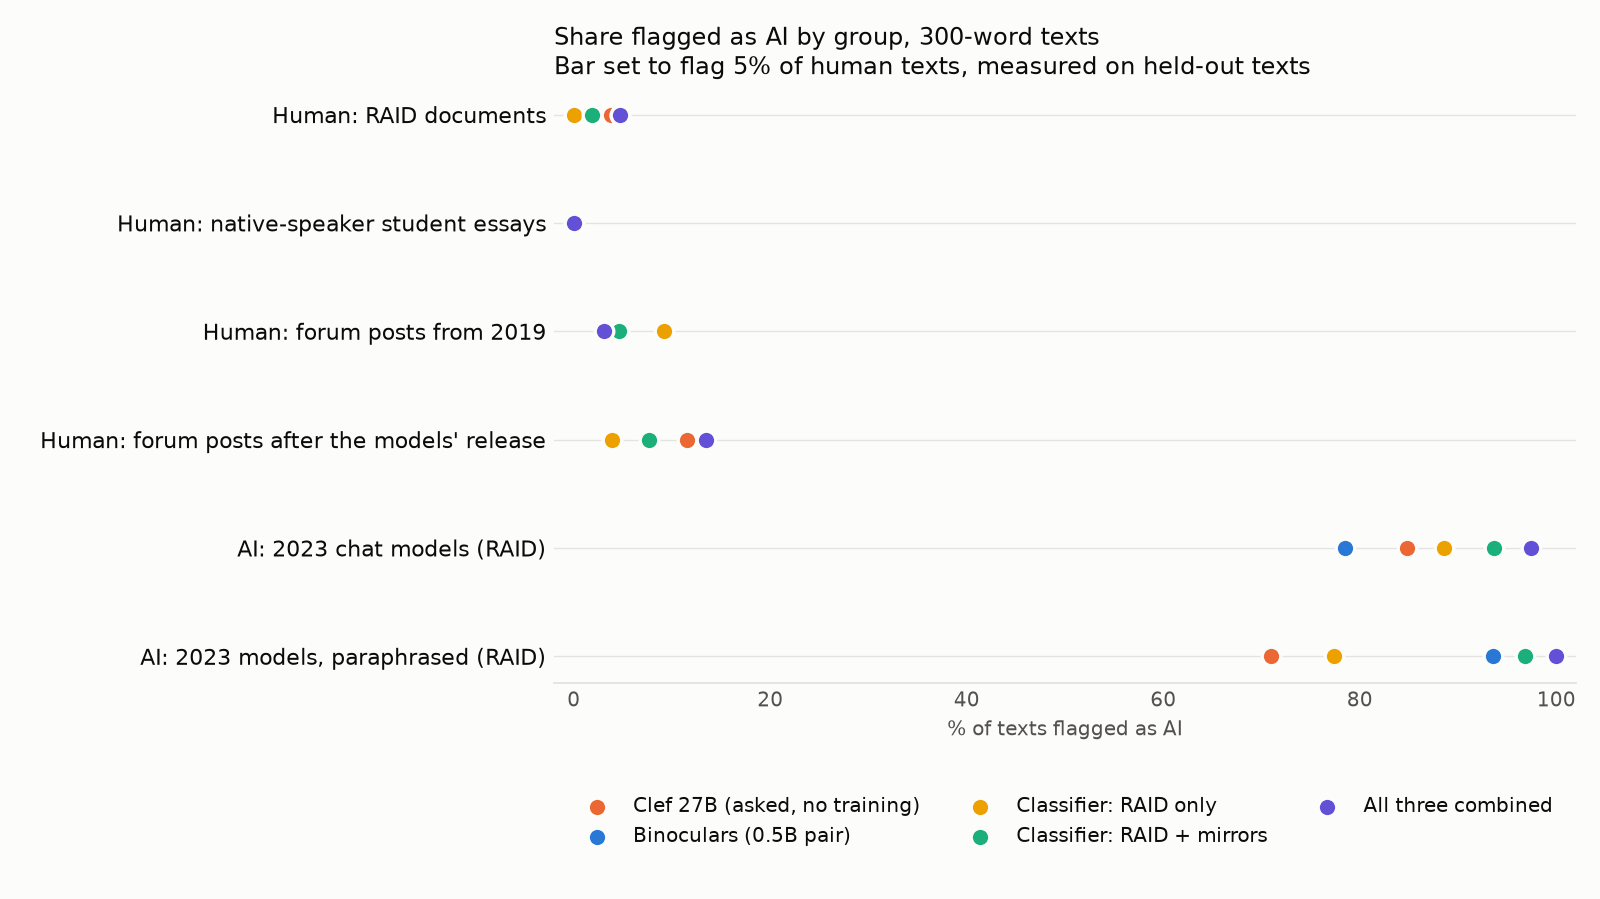 Share flagged as AI by group, 300-word texts
Bar set to flag 5% of human texts, measured on held-out texts
Human: RAID documents
Human: native-speaker student essays
Human: forum posts from 2019
Human: forum posts after the models' release
AI: 2023 chat models (RAID)
AI: 2023 models, paraphrased (RAID)
0 20 40 60 80 100
% of texts flagged as AI
Clef 27B (asked, no training) Classifier: RAID only All three combined
Binoculars (0.5B pair) Classifier: RAID + mirrors